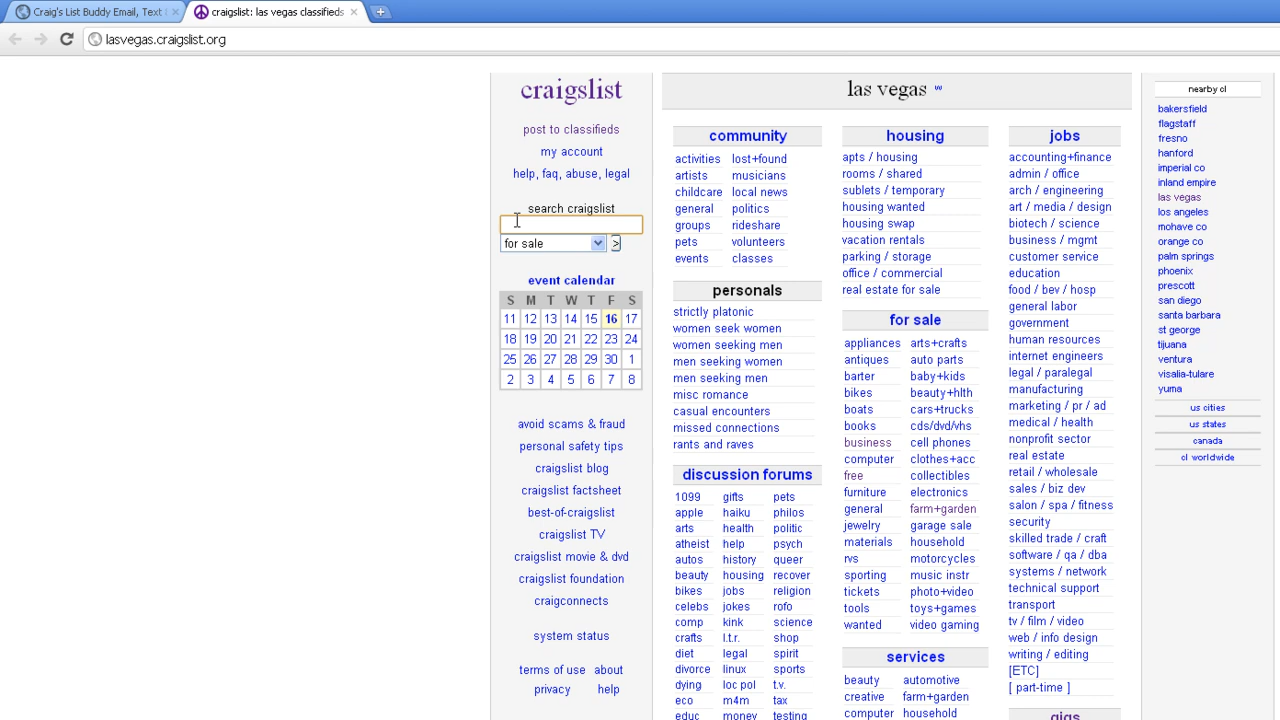 Craig's List Buddy Email, Text
craigslist: las vegas classifieds
lasvegas.craigslist.org
craigslist
post to classifieds
my account
help, faq, abuse, legal
search craigslist
for sale
>
event calendar
S M T W T F S
11 12 13 14 15 16 17
18 19 20 21 22 23 24
25 26 27 28 29 30 1
2 3 4 5 6 7 8
avoid scams & fraud
personal safety tips
craigslist blog
craigslist factsheet
best-of-craigslist
craigslist TV
craigslist movie & dvd
craigslist foundation
craigconnects
system status
terms of use about
privacy help
las vegas w
community
activities lost+found
artists musicians
childcare local news
general politics
groups rideshare
pets volunteers
events classes
personals
strictly platonic
women seek women
women seeking men
men seeking women
men seeking men
misc romance
casual encounters
missed connections
rants and raves
discussion forums
1099 gifts pets
apple haiku philos
arts health politic
atheist help psych
autos history queer
beauty housing recover
bikes jobs religion
celebs jokes rofo
comp kink science
crafts l.t.r. shop
diet legal spirit
divorce linux sports
dying loc pol t.v.
eco m4m tax
educ money testing
housing
apts / housing
rooms / shared
sublets / temporary
housing wanted
housing swap
vacation rentals
parking / storage
office / commercial
real estate for sale
for sale
appliances arts+crafts
antiques auto parts
barter baby+kids
bikes beauty+hlth
boats cars+trucks
books cds/dvd/vhs
business cell phones
computer clothes+acc
free collectibles
furniture electronics
general farm+garden
jewelry garage sale
materials household
rvs motorcycles
sporting music instr
tickets photo+video
tools toys+games
wanted video gaming
services
beauty automotive
creative farm+garden
computer household
jobs
accounting+finance
admin / office
arch / engineering
art / media / design
biotech / science
business / mgmt
customer service
education
food / bev / hosp
general labor
government
human resources
internet engineers
legal / paralegal
manufacturing
marketing / pr / ad
medical / health
nonprofit sector
real estate
retail / wholesale
sales / biz dev
salon / spa / fitness
security
skilled trade / craft
software / qa / dba
systems / network
technical support
transport
tv / film / video
web / info design
writing / editing
[ETC]
[ part-time ]
gigs
nearby cl
bakersfield
flagstaff
fresno
hanford
imperial co
inland empire
las vegas
los angeles
mohave co
orange co
palm springs
phoenix
prescott
san diego
santa barbara
st george
tijuana
ventura
visalia-tulare
yuma
us cities
us states
canada
cl worldwide